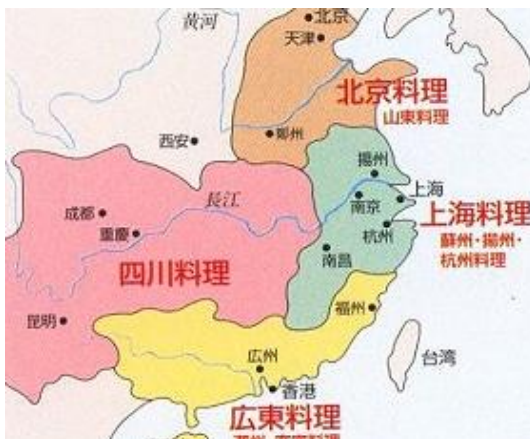 黄河
北京
天津
北京料理
山東料理
西安
鄭州
揚州
上海
長江
南京
成都
上海料理
重慶
杭州
蘇州・揚州・
杭州料理
南昌
四川料理
福州
昆明
広州
台湾
香港
広東料理